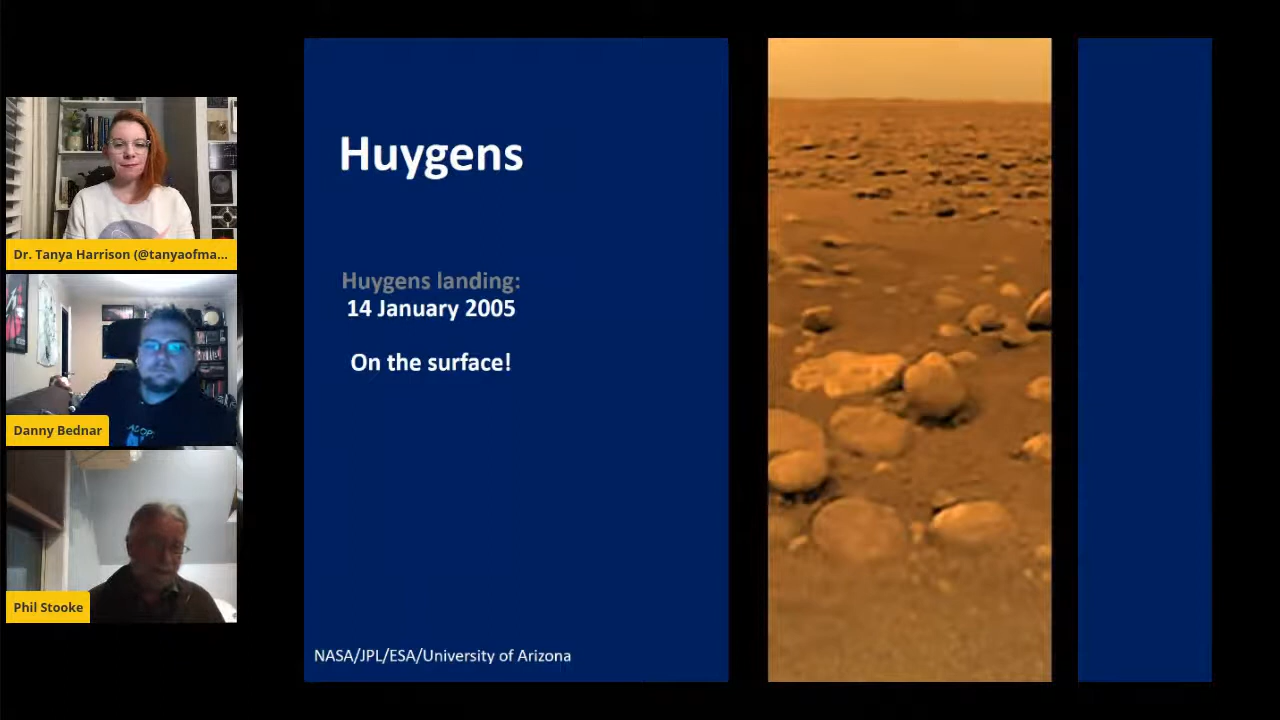 Dr. Tanya Harrison (@tanyaofma...
Danny Bednar
Phil Stooke
Huygens
Huygens landing:
14 January 2005
On the surface!
NASA/JPL/ESA/University of Arizona